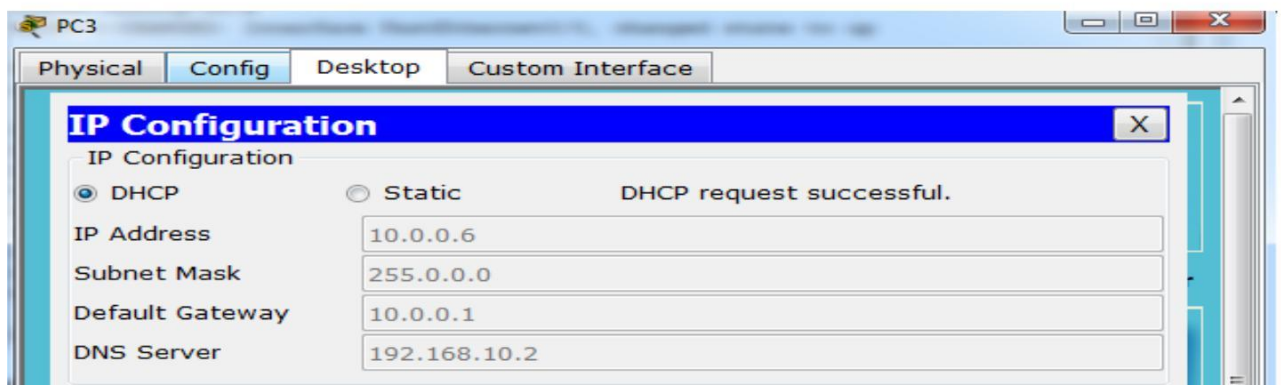 PC3
Physical Config Desktop Custom Interface
IP Configuration X
IP Configuration
DHCP Static DHCP request successful.
IP Address 10.0.0.6
Subnet Mask 255.0.0.0
Default Gateway 10.0.0.1
DNS Server 192.168.10.2